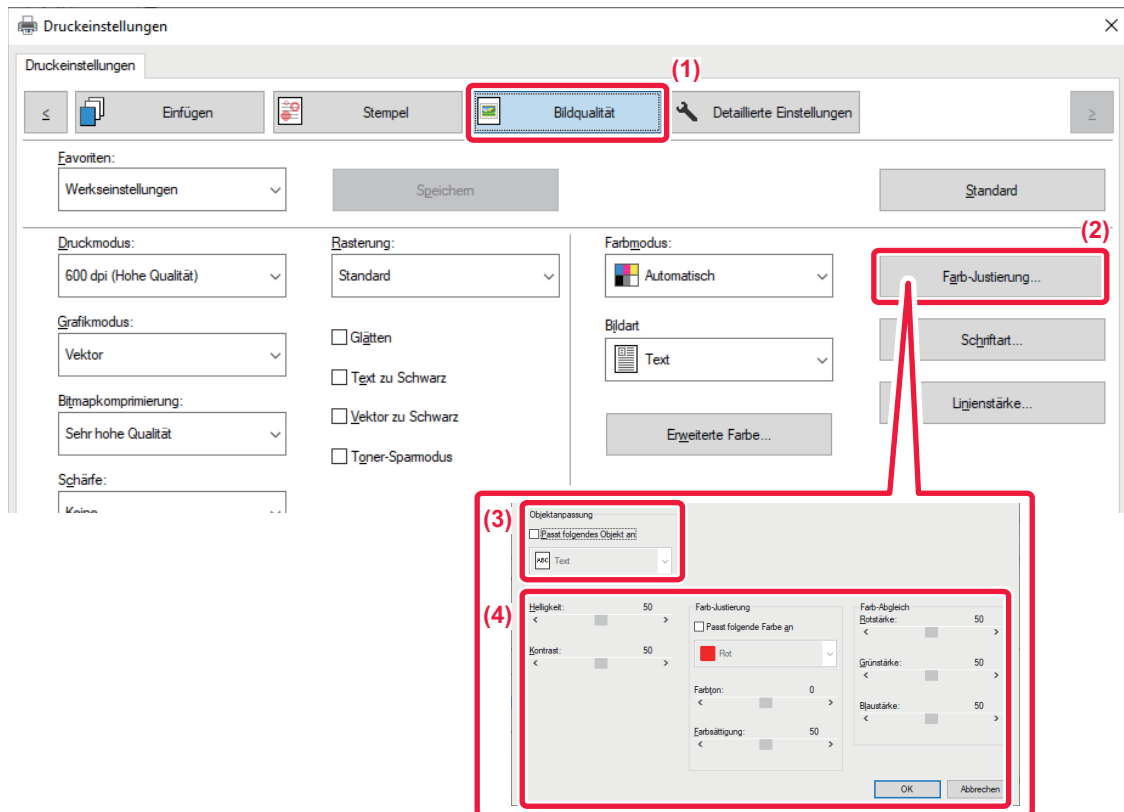 Druckeinstellungen
Druckeinstellungen
(1)
< Einfügen Stempel Bildqualität Detaillierte Einstellungen >
Favoriten:
Werkseinstellungen Speichern Standard
(2)
Druckmodus: Rasterung: Farbmodus:
600 dpi (Hohe Qualität) Standard Automatisch Farb-Justierung...
Grafikmodus: Glätten Bildart Schriftart...
Vektor Text
Text zu Schwarz
Bitmapkomprimierung: Vektor zu Schwarz Linienstärke...
Sehr hohe Qualität Erweiterte Farbe...
Toner-Sparmodus
Schärfe:
Keine
(3) Objektanpassung
Passt folgendes Objekt an
ABC Text
(4) Helligkeit: 50 Farb-Justierung Farb-Abgleich
Passt folgende Farbe an Rotstärke: 50
Kontrast: 50 Rot
Grünstärke: 50
Farbton: 0
Blaustärke: 50
Farbsättigung: 50
OK Abbrechen